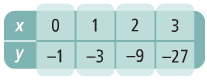 x 0 1 2 3
y –1 –3 –9 –27